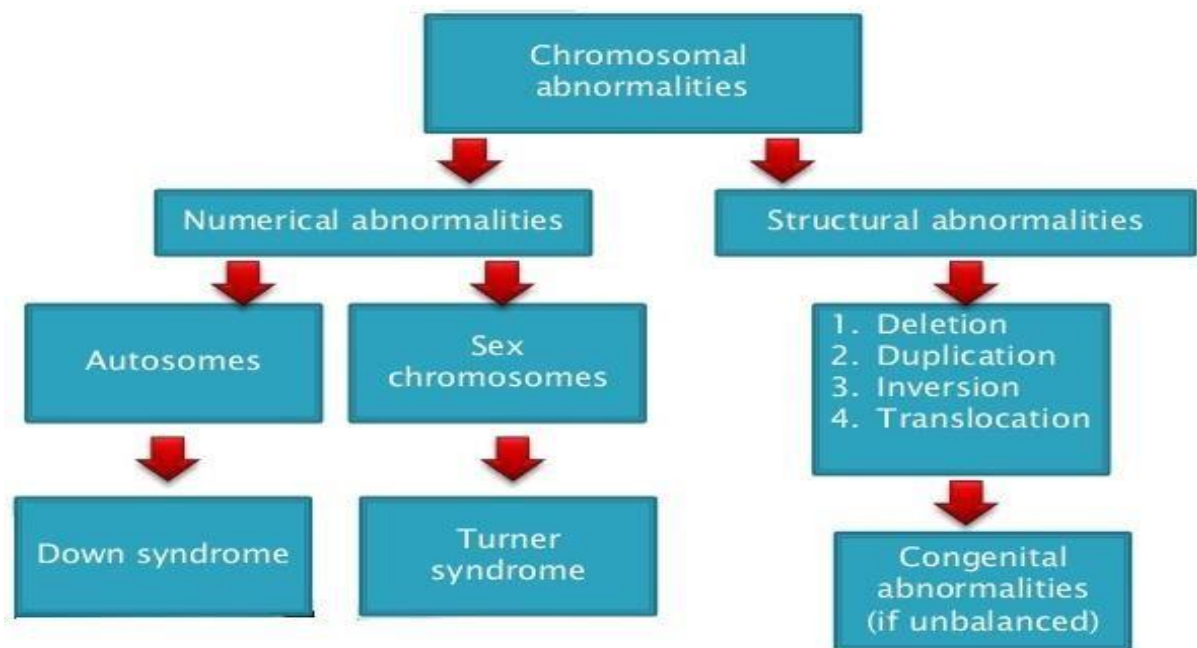 Chromosomal
abnormalities
Numerical abnormalities
Structural abnormalities
Autosomes
Sex
chromosomes
1. Deletion
2. Duplication
3. Inversion
4. Translocation
Down syndrome
Turner
syndrome
Congenital
abnormalities
(if unbalanced)